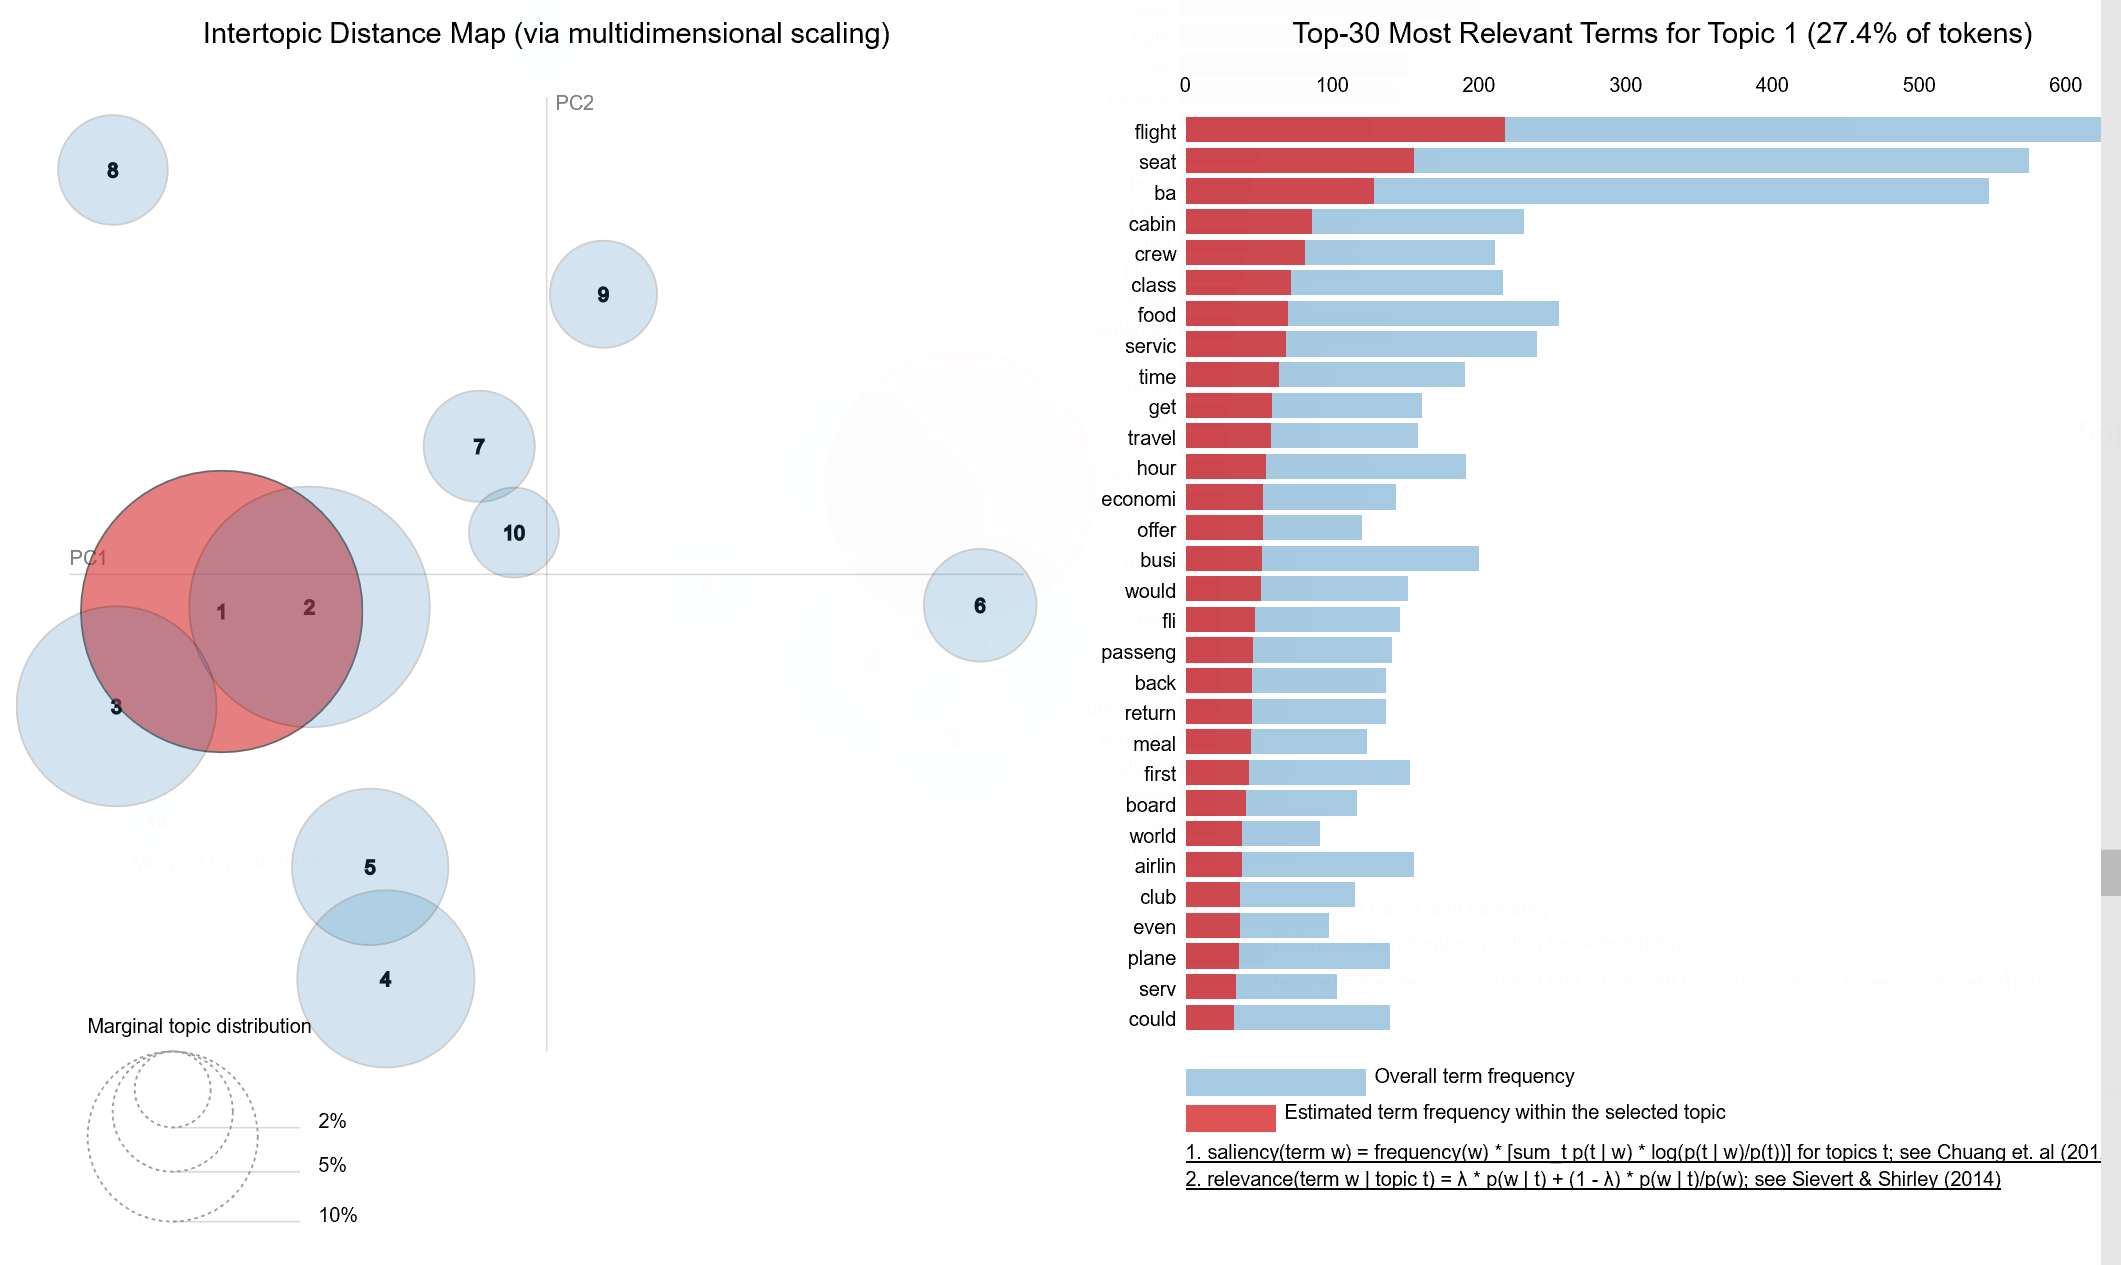 Intertopic Distance Map (via multidimensional scaling)
PC2
8
9
7
10
PC1
1
2
6
3
5
4
Marginal topic distribution
2%
5%
10%
Top-30 Most Relevant Terms for Topic 1 (27.4% of tokens)
0 100 200 300 400 500 600
flight
seat
ba
cabin
crew
class
food
servic
time
get
travel
hour
economi
offer
busi
would
fli
passeng
back
return
meal
first
board
world
airlin
club
even
plane
serv
could
Overall term frequency
Estimated term frequency within the selected topic
1. saliency(term w) = frequency(w) * [sum_t p(t | w) * log(p(t | w)/p(t))] for topics t; see Chuang et. al (201
2. relevance(term w | topic t) = λ * p(w | t) + (1 - λ) * p(w | t)/p(w); see Sievert & Shirley (2014)